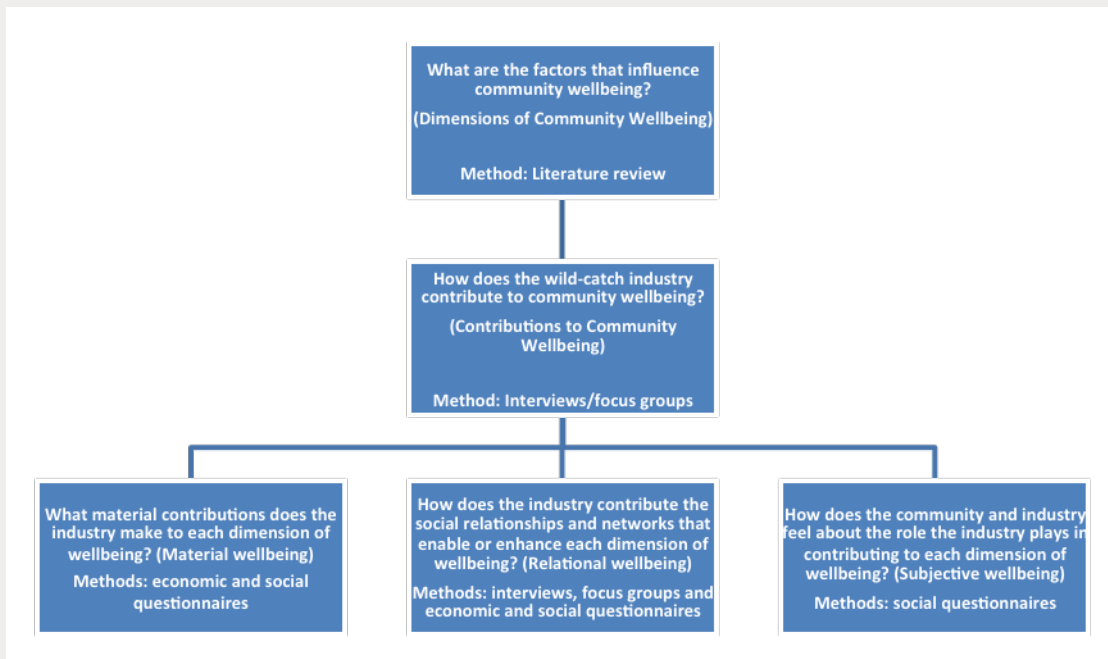 What are the factors that influence
community wellbeing?
(Dimensions of Community Wellbeing)
Method: Literature review
How does the wild-catch industry
contribute to community wellbeing?
(Contributions to Community
Wellbeing)
Method: Interviews/focus groups
What material contributions does the
industry make to each dimension of
wellbeing? (Material wellbeing)
Methods: economic and social
questionnaires
How does the industry contribute the
social relationships and networks that
enable or enhance each dimension of
wellbeing? (Relational wellbeing)
Methods: interviews, focus groups and
economic and social questionnaires
How does the community and industry
feel about the role the industry plays in
contributing to each dimension of
wellbeing? (Subjective wellbeing)
Methods: social questionnaires